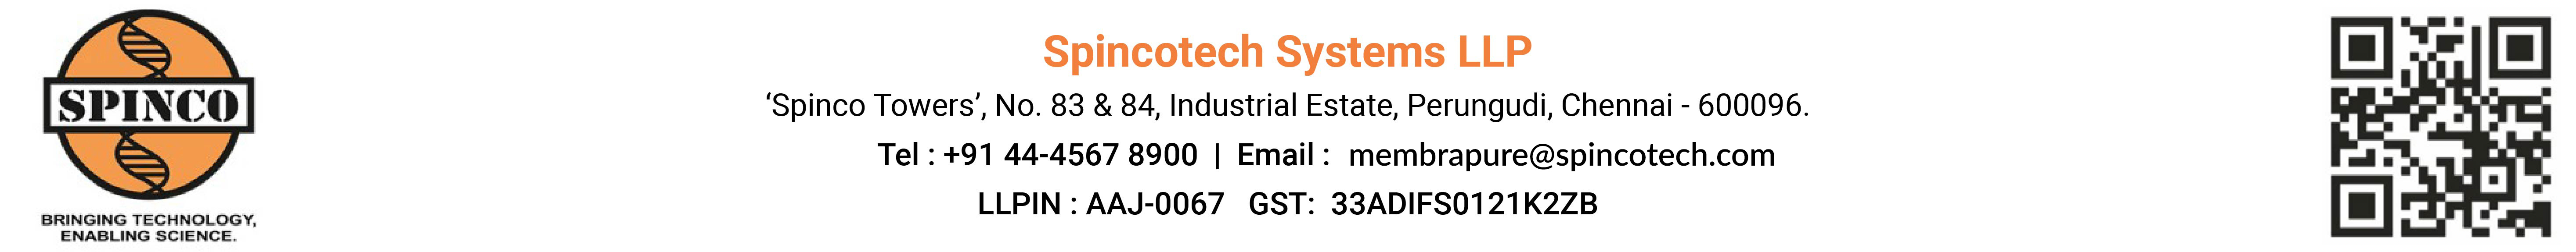 SPINCO
BRINGING TECHNOLOGY,
ENABLING SCIENCE.
Spincotech Systems LLP
‘Spinco Towers’, No. 83 & 84, Industrial Estate, Perungudi, Chennai - 600096.
Tel : +91 44-4567 8900 | Email : membrapure@spincotech.com
LLPIN : AAJ-0067 GST: 33ADIFS0121K2ZB